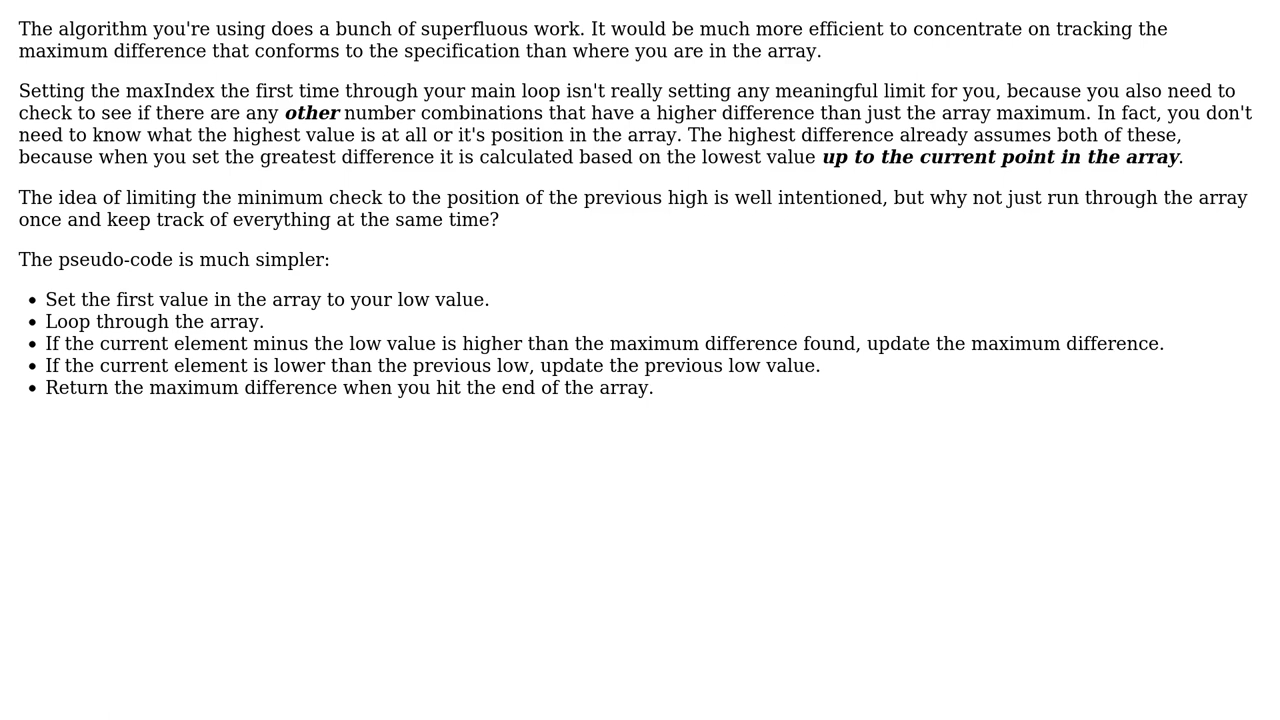 The algorithm you're using does a bunch of superfluous work. It would be much more efficient to concentrate on tracking the
maximum difference that conforms to the specification than where you are in the array.
Setting the maxIndex the first time through your main loop isn't really setting any meaningful limit for you, because you also need to
check to see if there are any other number combinations that have a higher difference than just the array maximum. In fact, you don't
need to know what the highest value is at all or it's position in the array. The highest difference already assumes both of these,
because when you set the greatest difference it is calculated based on the lowest value up to the current point in the array.
The idea of limiting the minimum check to the position of the previous high is well intentioned, but why not just run through the array
once and keep track of everything at the same time?
The pseudo-code is much simpler:
• Set the first value in the array to your low value.
• Loop through the array.
• If the current element minus the low value is higher than the maximum difference found, update the maximum difference.
• If the current element is lower than the previous low, update the previous low value.
• Return the maximum difference when you hit the end of the array.